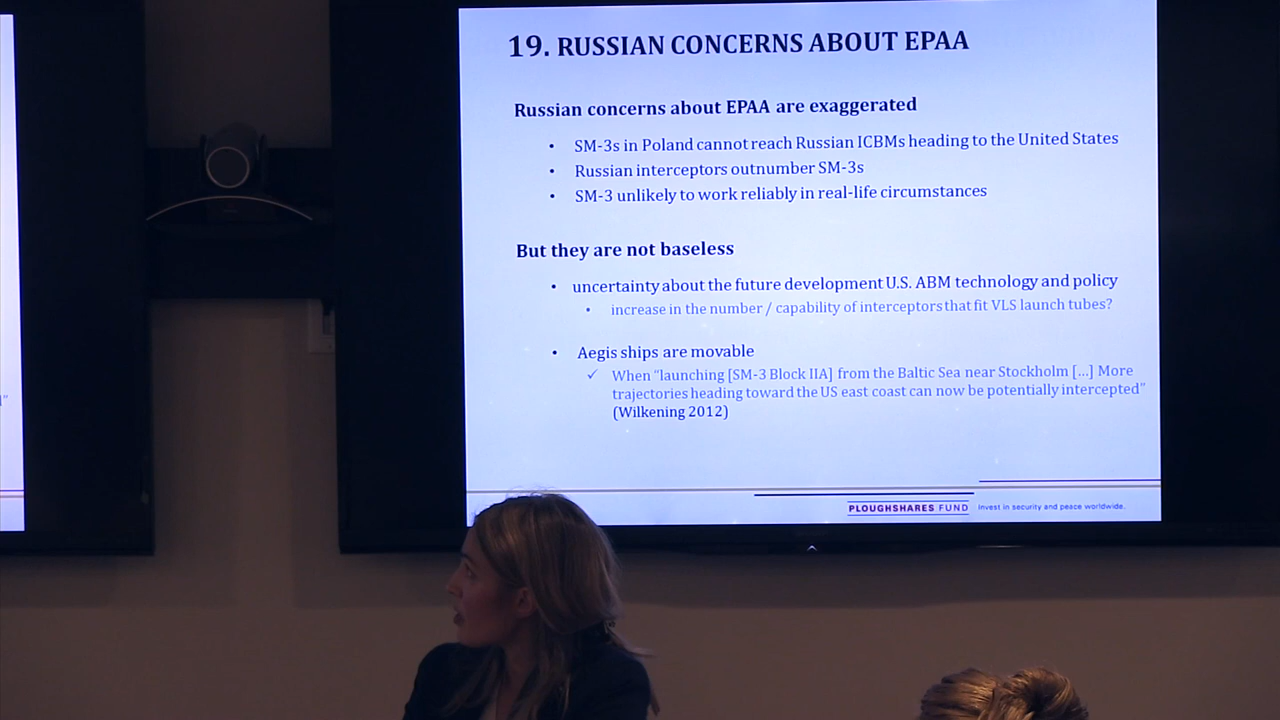 19. RUSSIAN CONCERNS ABOUT EPAA
Russian concerns about EPAA are exaggerated
• SM-3s in Poland cannot reach Russian ICBMs heading to the United States
• Russian interceptors outnumber SM-3s
• SM-3 unlikely to work reliably in real-life circumstances
But they are not baseless
• uncertainty about the future development U.S. ABM technology and policy
• increase in the number / capability of interceptors that fit VLS launch tubes?
• Aegis ships are movable
✓ When “launching [SM-3 Block IIA] from the Baltic Sea near Stockholm [...] More
trajectories heading toward the US east coast can now be potentially intercepted”
(Wilkening 2012)
PLOUGHSHARES FUND Invest in security and peace worldwide.